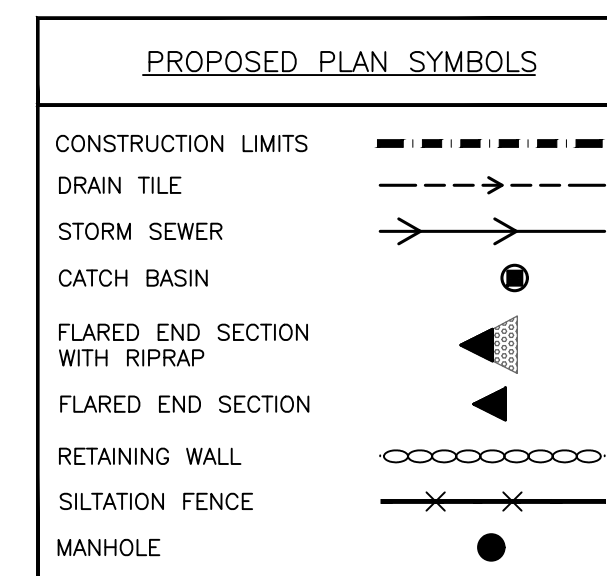 PROPOSED PLAN SYMBOLS
CONSTRUCTION LIMITS
DRAIN TILE
STORM SEWER
CATCH BASIN
FLARED END SECTION
WITH RIPRAP
FLARED END SECTION
RETAINING WALL
SILTATION FENCE
MANHOLE